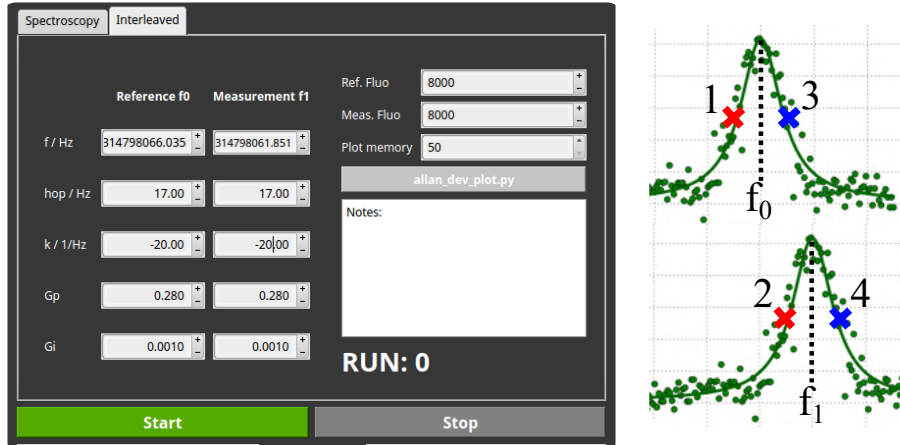 Spectroscopy Interleaved
Reference f0 Measurement f1
f / Hz 314798066.035 314798061.851
hop / Hz 17.00 17.00
k / 1/Hz -20.00 -20.00
Gp 0.280 0.280
Gi 0.0010 0.0010
Ref. Fluo 8000
Meas. Fluo 8000
Plot memory 50
allan_dev_plot.py
Notes:
RUN: 0
Start Stop
1 3
f0
2 4
f1